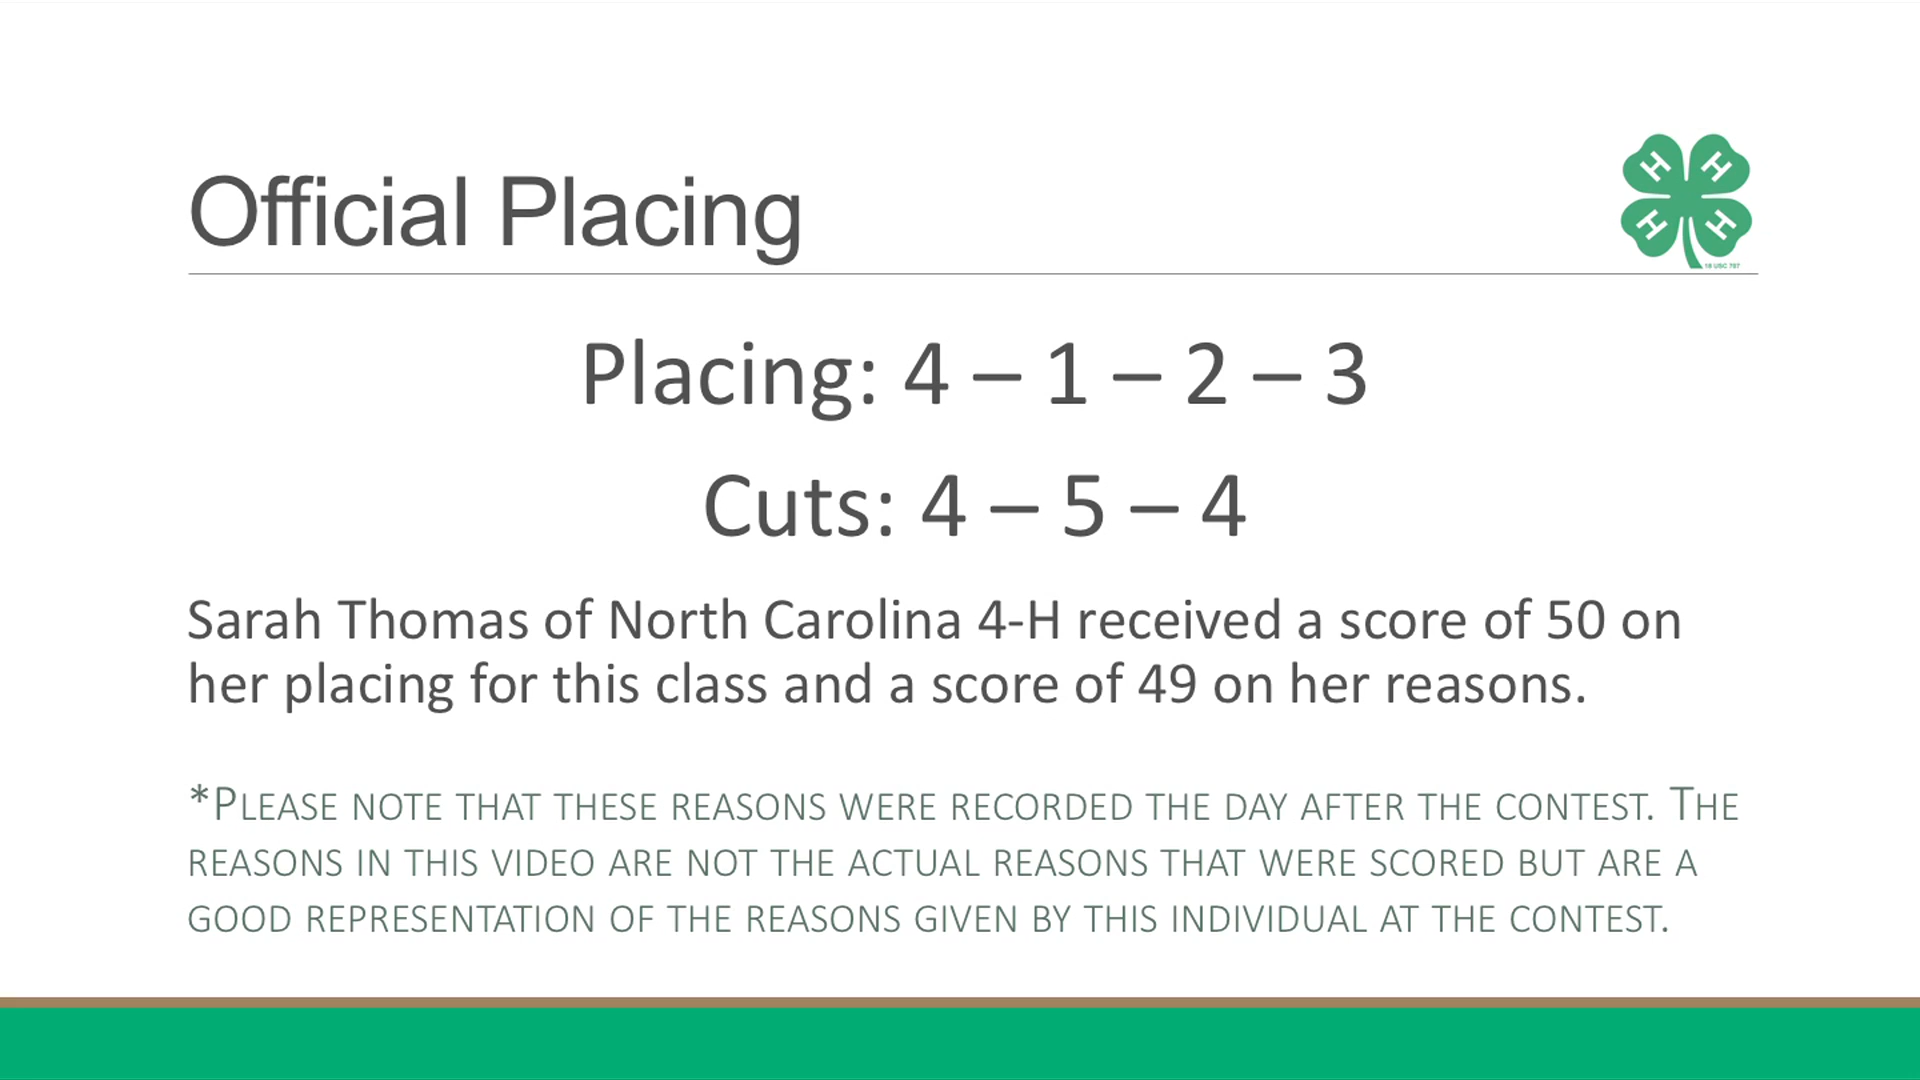 Official Placing
H H
H H
18 USC 707
Placing: 4 – 1 – 2 – 3
Cuts: 4 – 5 – 4
Sarah Thomas of North Carolina 4-H received a score of 50 on
her placing for this class and a score of 49 on her reasons.
*PLEASE NOTE THAT THESE REASONS WERE RECORDED THE DAY AFTER THE CONTEST. THE
REASONS IN THIS VIDEO ARE NOT THE ACTUAL REASONS THAT WERE SCORED BUT ARE A
GOOD REPRESENTATION OF THE REASONS GIVEN BY THIS INDIVIDUAL AT THE CONTEST.